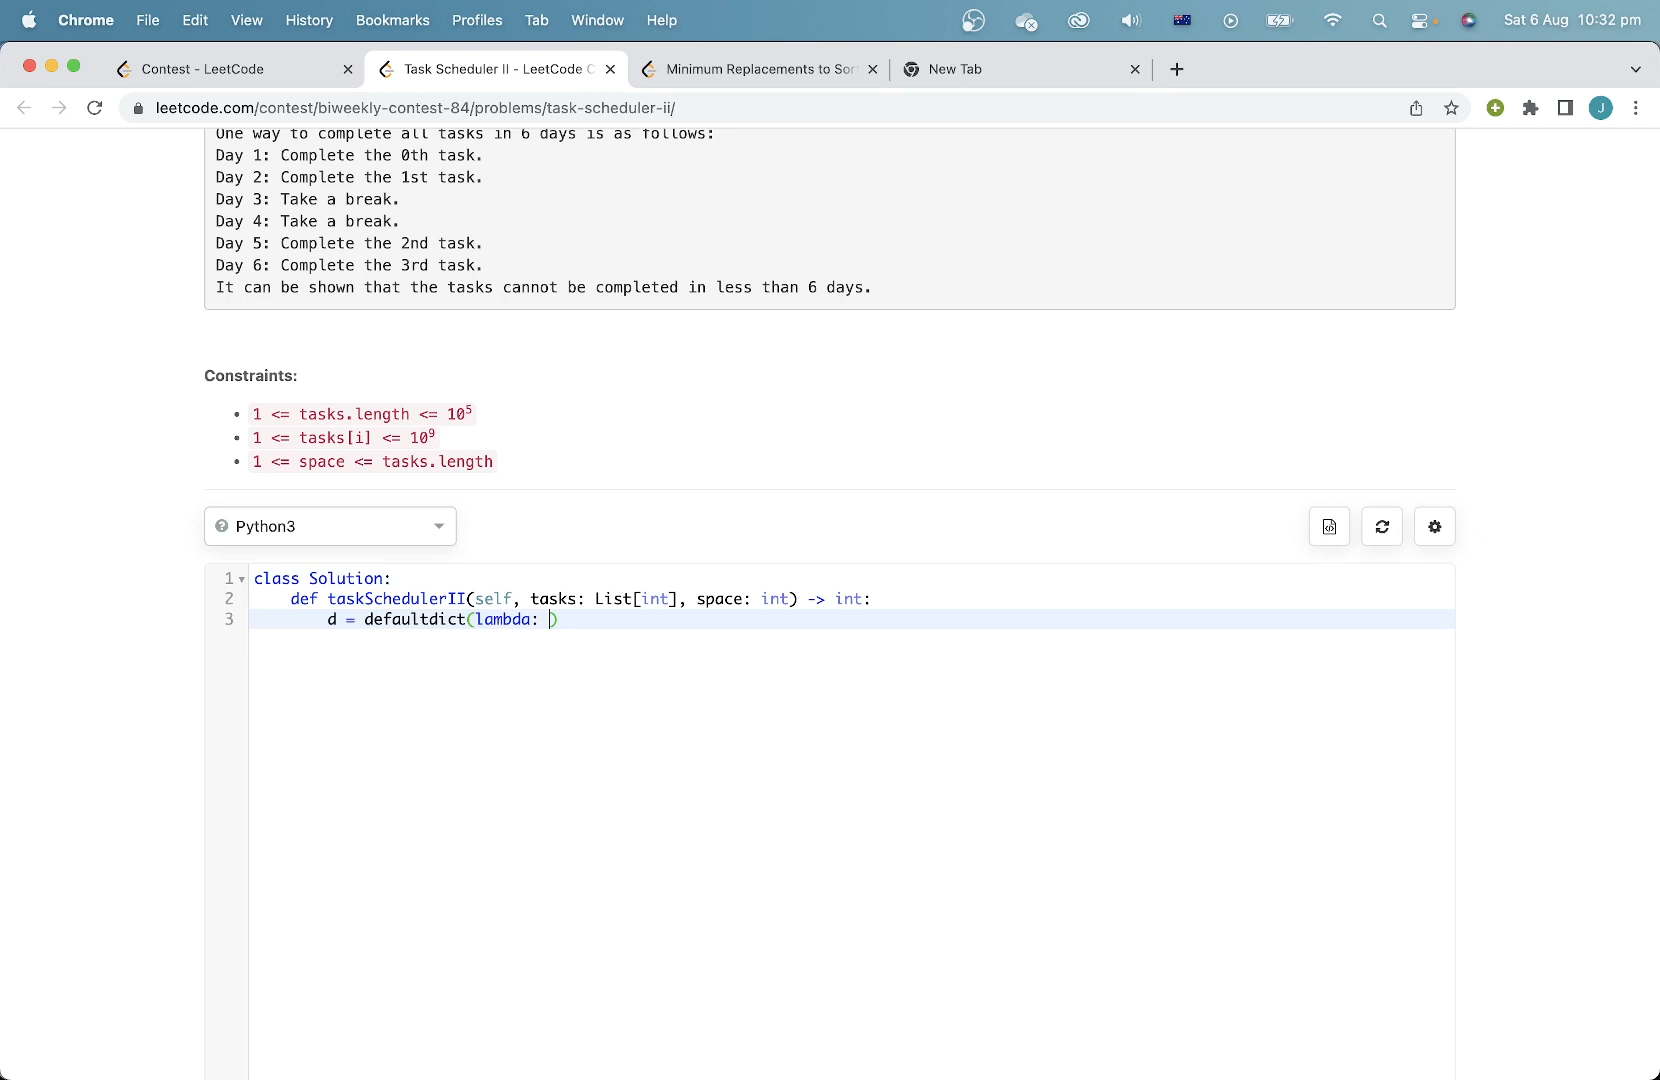 Chrome File Edit View History Bookmarks Profiles Tab Window Help Sat 6 Aug 10:32 pm
Contest - LeetCode Task Scheduler II - LeetCode C Minimum Replacements to Sor New Tab
leetcode.com/contest/biweekly-contest-84/problems/task-scheduler-ii/ J
One way to complete all tasks in 6 days is as follows:
Day 1: Complete the 0th task.
Day 2: Complete the 1st task.
Day 3: Take a break.
Day 4: Take a break.
Day 5: Complete the 2nd task.
Day 6: Complete the 3rd task.
It can be shown that the tasks cannot be completed in less than 6 days.
Constraints:
• 1 <= tasks.length <= 10⁵
• 1 <= tasks[i] <= 10⁹
• 1 <= space <= tasks.length
Python3
1 class Solution:
2     def taskSchedulerII(self, tasks: List[int], space: int) -> int:
3         d = defaultdict(lambda: )